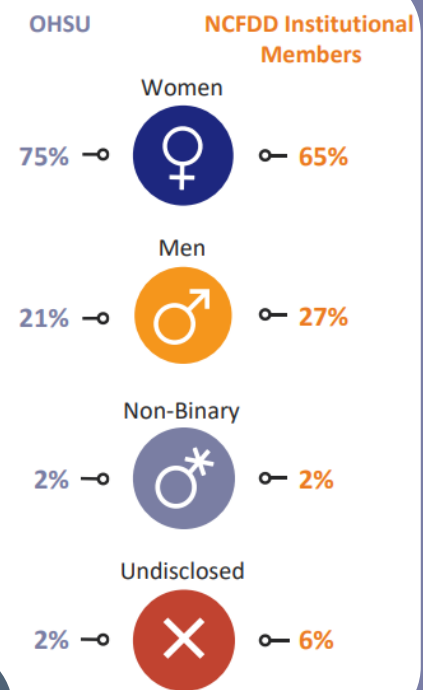 OHSU
NCFDD Institutional
Members
Women
75%
65%
Men
21%
27%
Non-Binary
2%
2%
Undisclosed
2%
6%